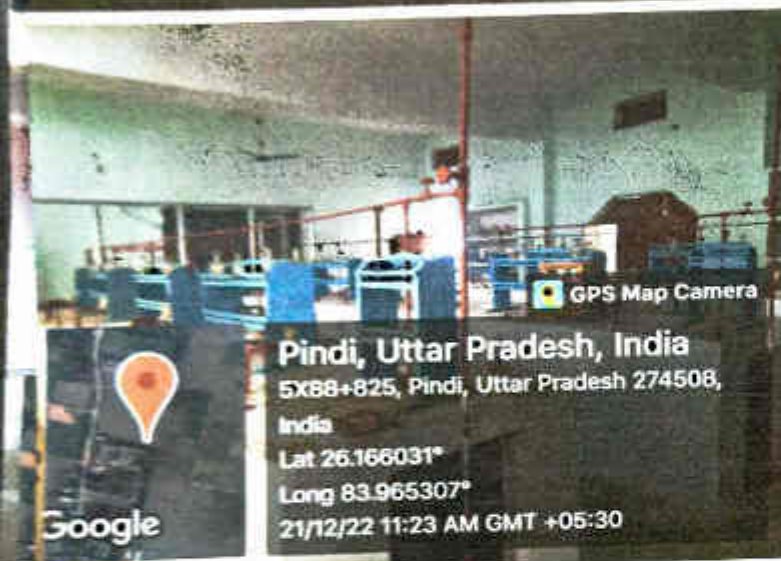 GPS Map Camera
Pindi, Uttar Pradesh, India
5X88+825, Pindi, Uttar Pradesh 274508,
India
Lat 26.166031°
Long 83.965307°
21/12/22 11:23 AM GMT +05:30
Google